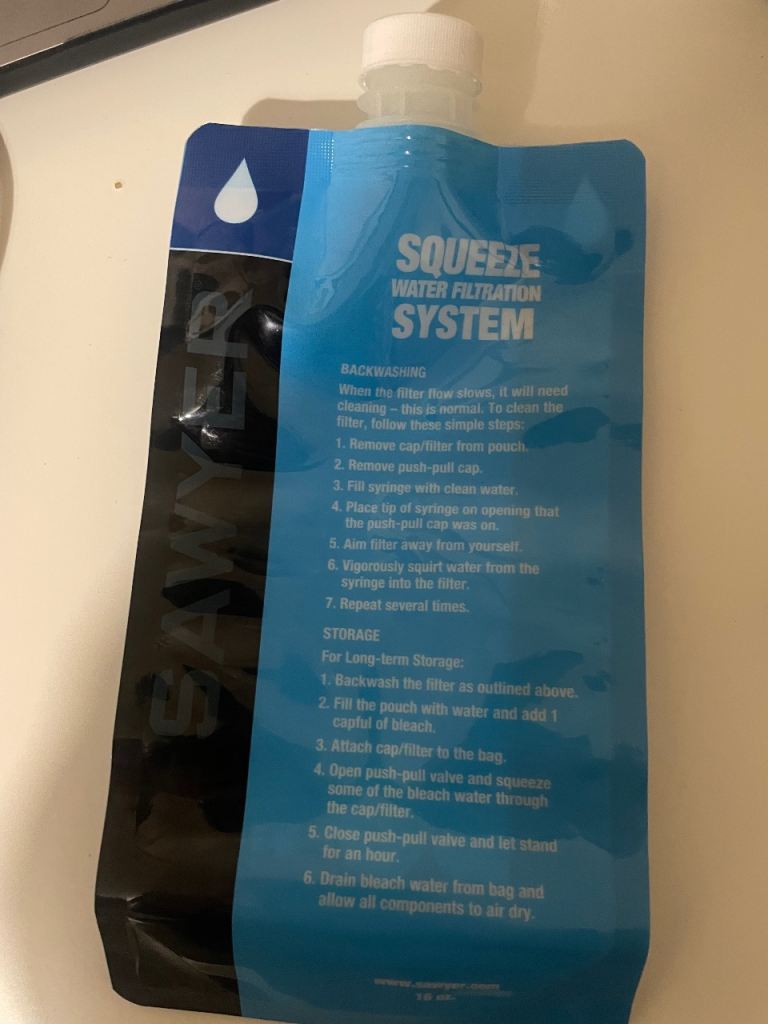 SAWYER
SQUEEZE
WATER FILTRATION
SYSTEM
BACKWASHING
When the filter flow slows, it will need
cleaning – this is normal. To clean the
filter, follow these simple steps:
1. Remove cap/filter from pouch.
2. Remove push-pull cap.
3. Fill syringe with clean water.
4. Place tip of syringe on opening that
the push-pull cap was on.
5. Aim filter away from yourself.
6. Vigorously squirt water from the
syringe into the filter.
7. Repeat several times.
STORAGE
For Long-term Storage:
1. Backwash the filter as outlined above.
2. Fill the pouch with water and add 1
capful of bleach.
3. Attach cap/filter to the bag.
4. Open push-pull valve and squeeze
some of the bleach water through
the cap/filter.
5. Close push-pull valve and let stand
for an hour.
6. Drain bleach water from bag and
allow all components to air dry.
www.sawyer.com
16 oz.